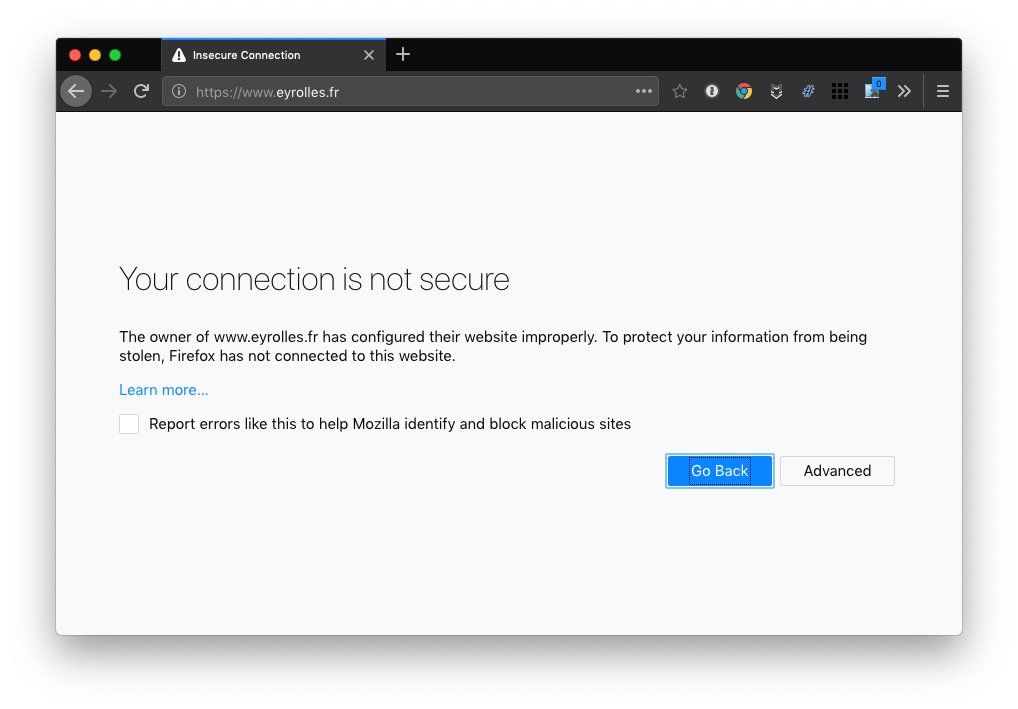 Insecure Connection
https://www.eyrolles.fr
0
Your connection is not secure
The owner of www.eyrolles.fr has configured their website improperly. To protect your information from being
stolen, Firefox has not connected to this website.
Learn more…
Report errors like this to help Mozilla identify and block malicious sites
Go Back
Advanced